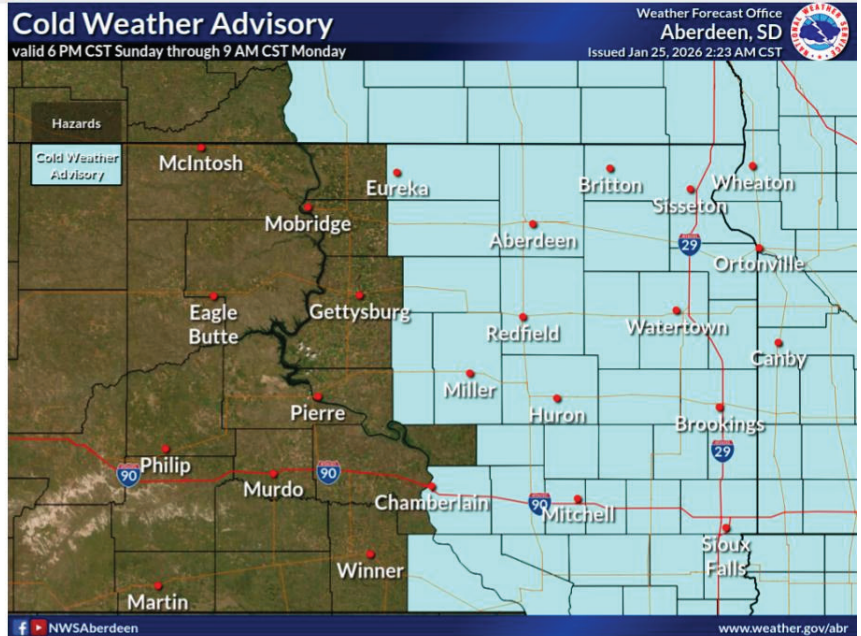 Cold Weather Advisory
valid 6 PM CST Sunday through 9 AM CST Monday
Weather Forecast Office
Aberdeen, SD
Issued Jan 25, 2026 2:23 AM CST
NATIONAL WEATHER SERVICE
Hazards
Cold Weather
Advisory
McIntosh
Eureka
Britton
Wheaton
Sisseton
Mobridge
Aberdeen
29
Ortonville
Eagle
Butte
Gettysburg
Redfield
Watertown
Canby
Miller
Pierre
Huron
Brookings
29
Philip
90
90
Murdo
Chamberlain
90
Mitchell
Sioux
Falls
Winner
Martin
NWSAberdeen
www.weather.gov/abr